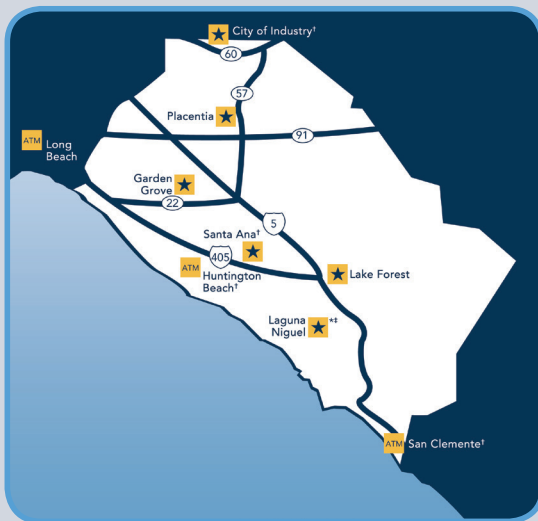 City of Industry†
60
57
Placentia
91
ATM
Long
Beach
Garden
Grove
22
5
Santa Ana†
405
ATM
Huntington
Beach†
Lake Forest
Laguna
Niguel
*‡
ATM
San Clemente†